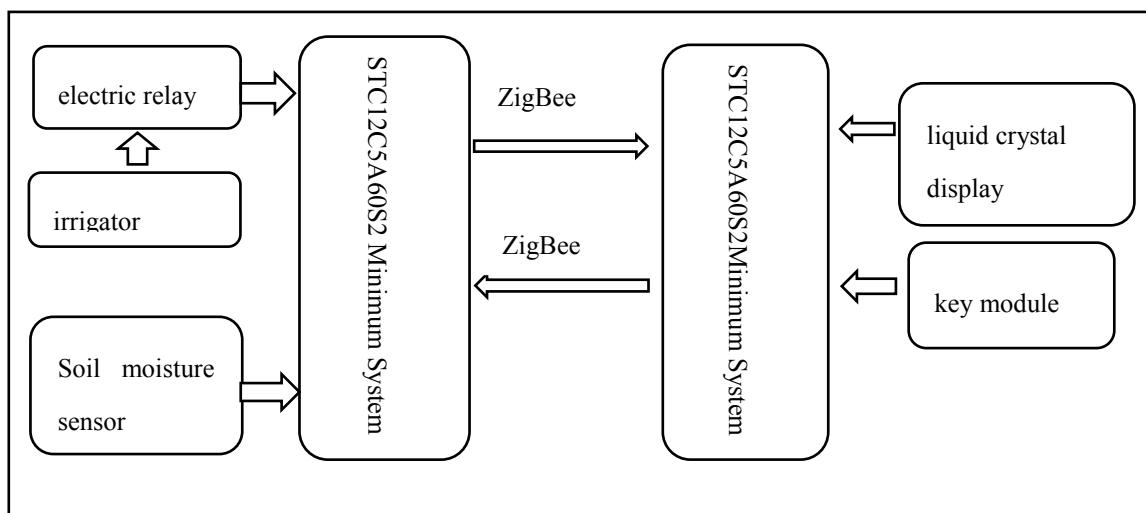 electric relay
irrigator
Soil moisture
sensor
STC12C5A60S2 Minimum System
ZigBee
ZigBee
STC12C5A60S2Minimum System
liquid crystal
display
key module